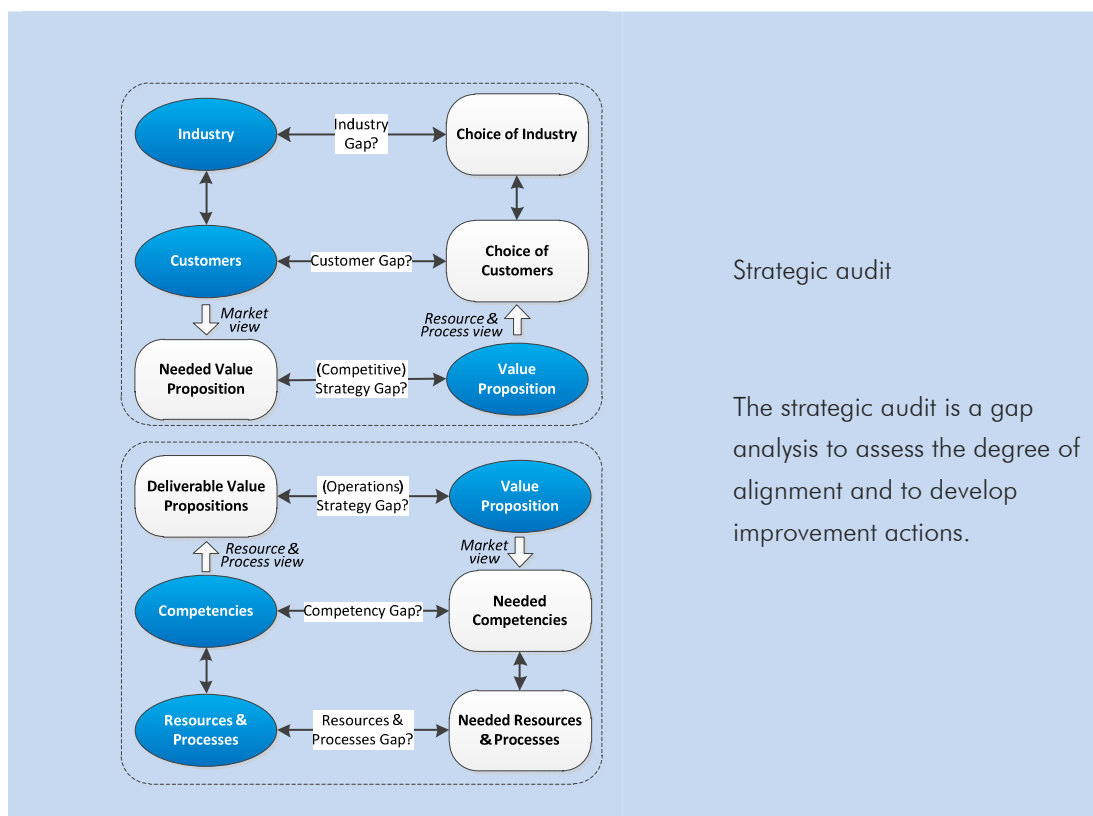 Industry
Industry
Gap?
Choice of Industry
Customers
Customer Gap?
Choice of
Customers
Market
view
Resource &
Process view
Needed Value
Proposition
(Competitive)
Strategy Gap?
Value
Proposition
Deliverable Value
Propositions
(Operations)
Strategy Gap?
Value
Proposition
Resource &
Process view
Market
view
Competencies
Competency Gap?
Needed
Competencies
Resources &
Processes
Resources &
Processes Gap?
Needed Resources
& Processes
Strategic audit
The strategic audit is a gap
analysis to assess the degree of
alignment and to develop
improvement actions.